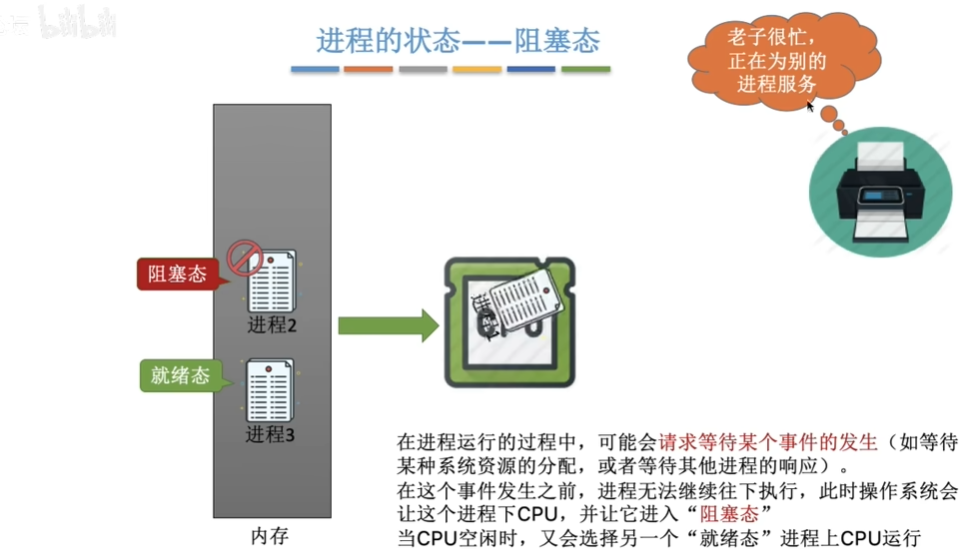 bilibili
进程的状态——阻塞态
老子很忙，
正在为别的
进程服务
阻塞态
进程2
就绪态
进程3
内存
在进程运行的过程中，可能会请求等待某个事件的发生（如等待
某种系统资源的分配，或者等待其他进程的响应）。
在这个事件发生之前，进程无法继续往下执行，此时操作系统会
让这个进程下CPU，并让它进入“阻塞态”
当CPU空闲时，又会选择另一个“就绪态”进程上CPU运行